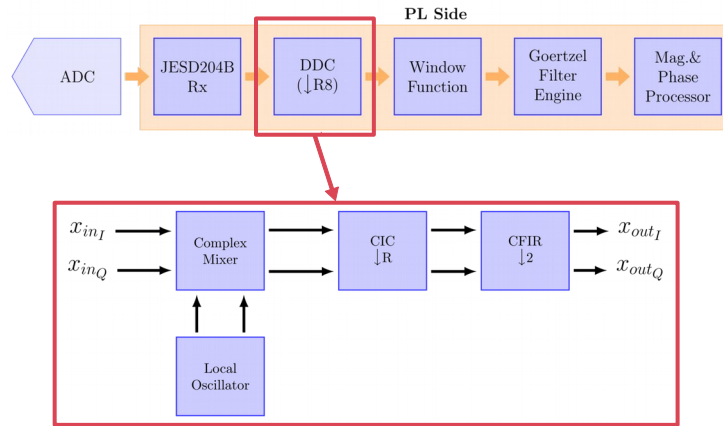 PL Side
ADC
JESD204B
Rx
DDC
(↓R8)
Window
Function
Goertzel
Filter
Engine
Mag.&
Phase
Processor
x_{in_I}
x_{in_Q}
Complex
Mixer
CIC
↓R
CFIR
↓2
x_{out_I}
x_{out_Q}
Local
Oscillator